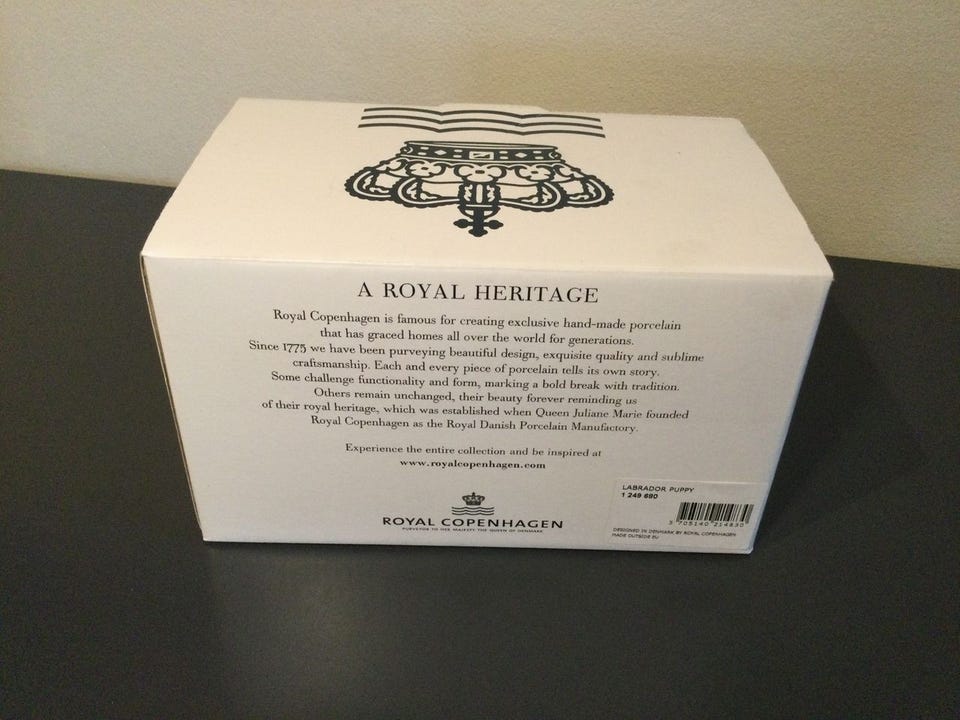 A ROYAL HERITAGE
Royal Copenhagen is famous for creating exclusive hand-made porcelain
that has graced homes all over the world for generations.
Since 1775 we have been purveying beautiful design, exquisite quality and sublime
craftsmanship. Each and every piece of porcelain tells its own story.
Some challenge functionality and form, marking a bold break with tradition.
Others remain unchanged, their beauty forever reminding us
of their royal heritage, which was established when Queen Juliane Marie founded
Royal Copenhagen as the Royal Danish Porcelain Manufactory.
Experience the entire collection and be inspired at
www.royalcopenhagen.com
ROYAL COPENHAGEN
PURVEYOR TO HER MAJESTY THE QUEEN OF DENMARK
LABRADOR PUPPY
1 249 690
5 705140 214830
DESIGNED IN DENMARK BY ROYAL COPENHAGEN
MADE OUTSIDE EU